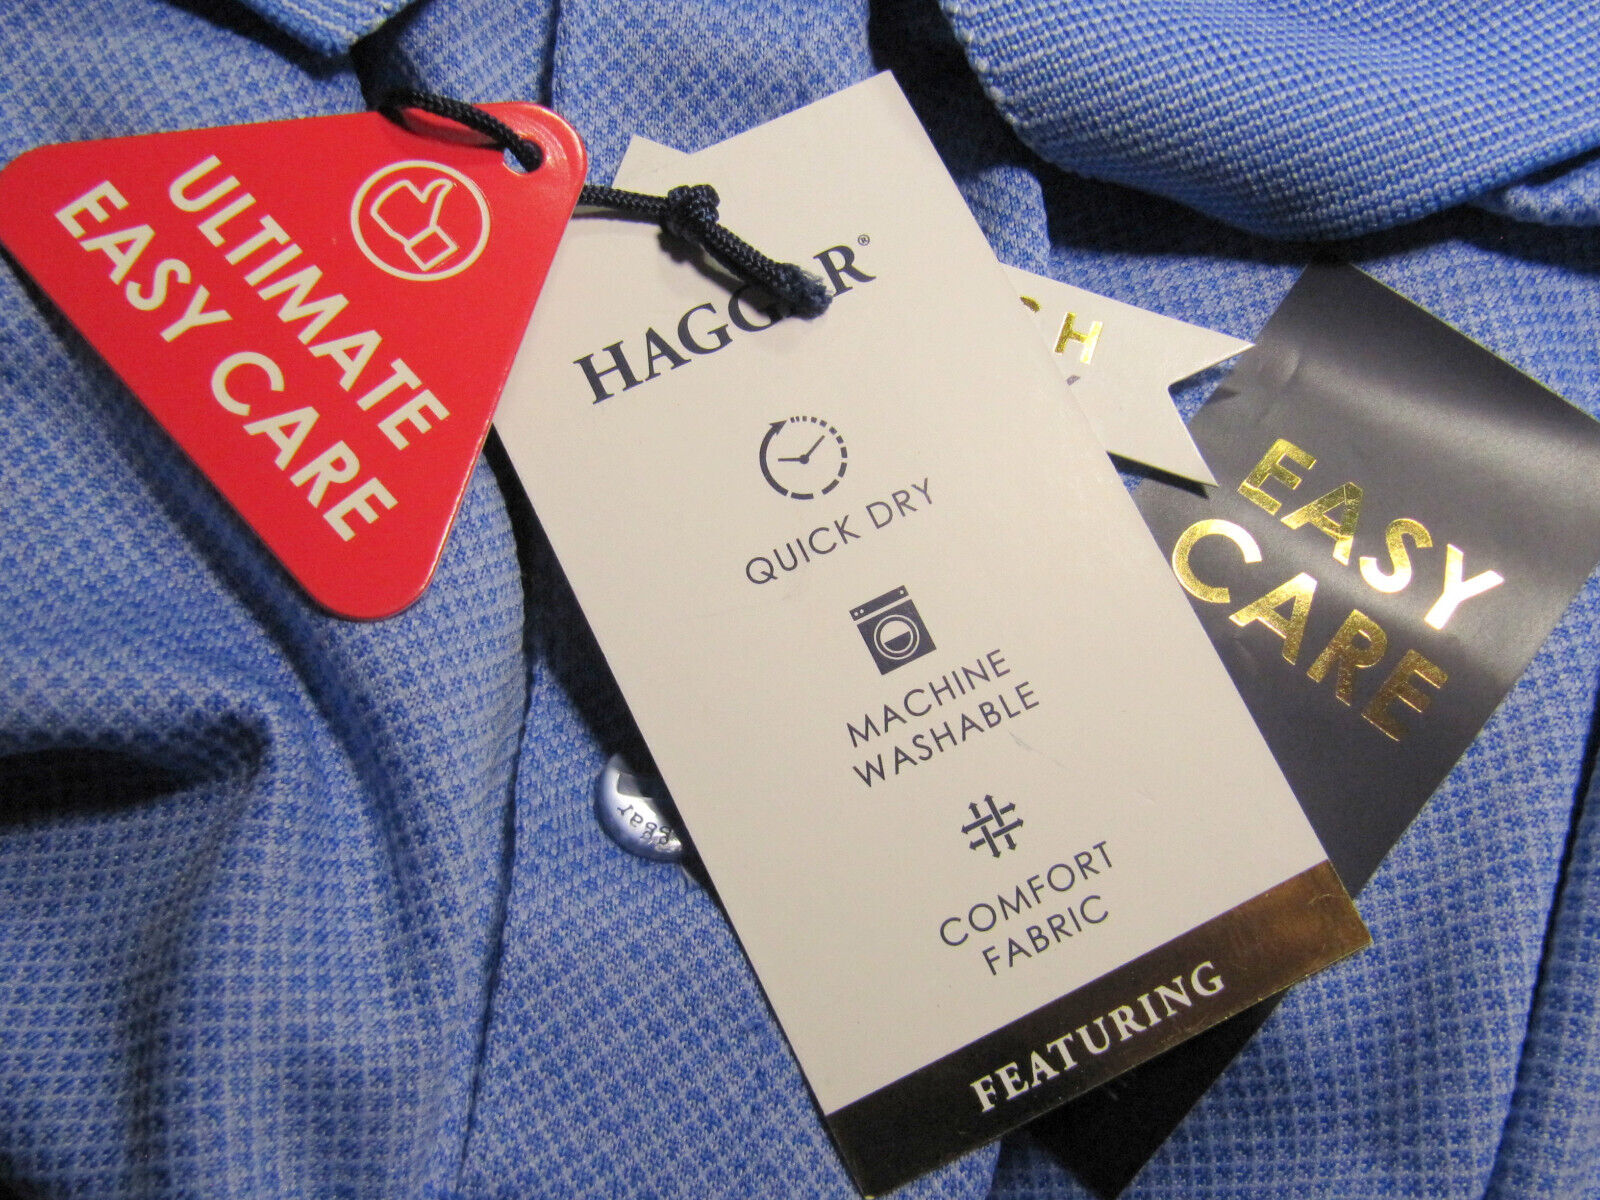 ULTIMATE
EASY CARE
HAGGAR®
QUICK DRY
MACHINE
WASHABLE
COMFORT
FABRIC
FEATURING
EASY
CARE